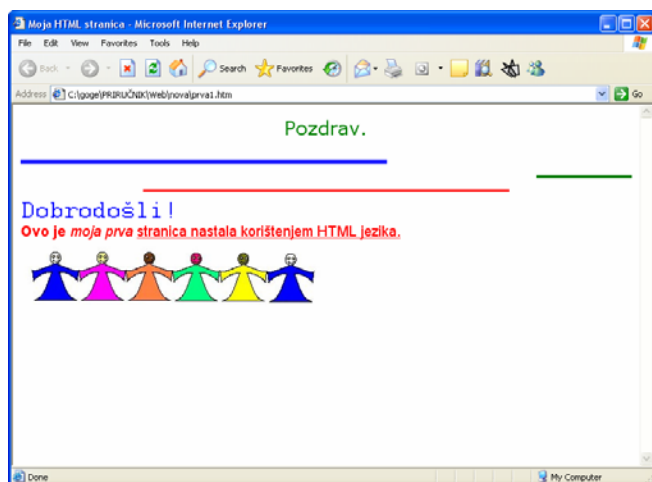 Moja HTML stranica - Microsoft Internet Explorer
File Edit View Favorites Tools Help
Back Search Favorites
Address C:\goge\PRIRUČNIK\Web\nova\prva1.htm Go
Pozdrav.
Dobrodošli!
Ovo je moja prva stranica nastala korištenjem HTML jezika.
Done My Computer